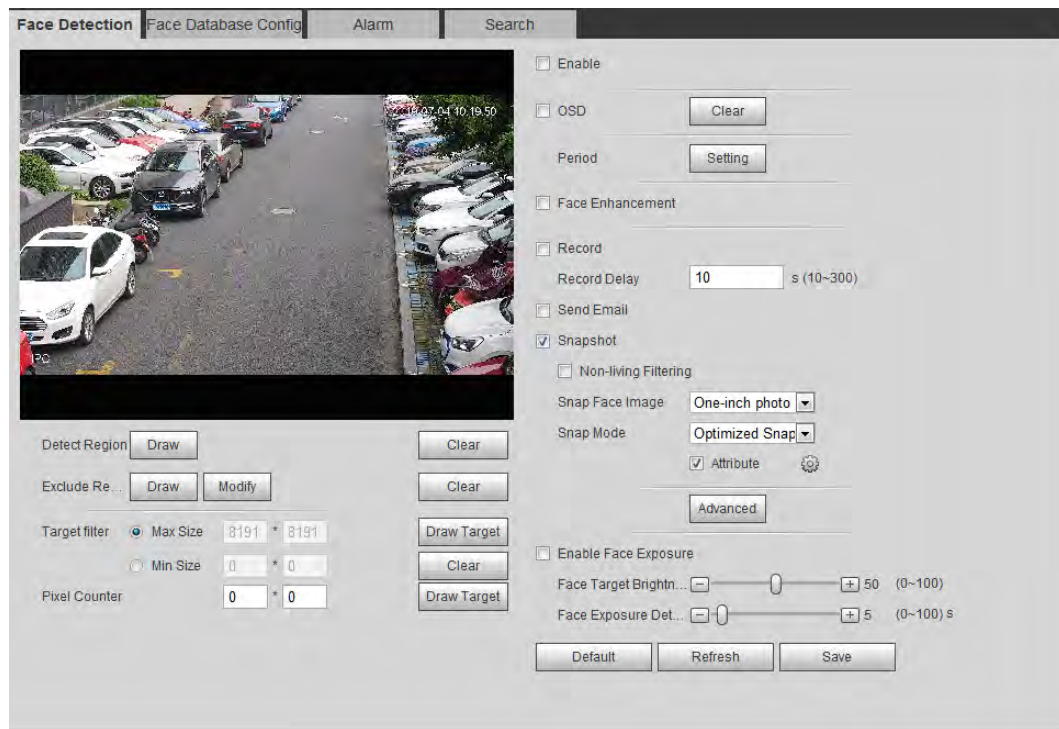 Face Detection
Face Database Config
Alarm
Search
10:19:50
IPC
Detect Region Draw Clear
Exclude Re... Draw Modify Clear
Target filter Max Size 8191 * 8191 Draw Target
Min Size 0 * 0 Clear
Pixel Counter 0 * 0 Draw Target
Enable
OSD Clear
Period Setting
Face Enhancement
Record
Record Delay 10 s (10~300)
Send Email
Snapshot
Non-living Filtering
Snap Face Image One-inch photo
Snap Mode Optimized Snap
Attribute
Advanced
Enable Face Exposure
Face Target Brightn... 50 (0~100)
Face Exposure Det... 5 (0~100) s
Default Refresh Save